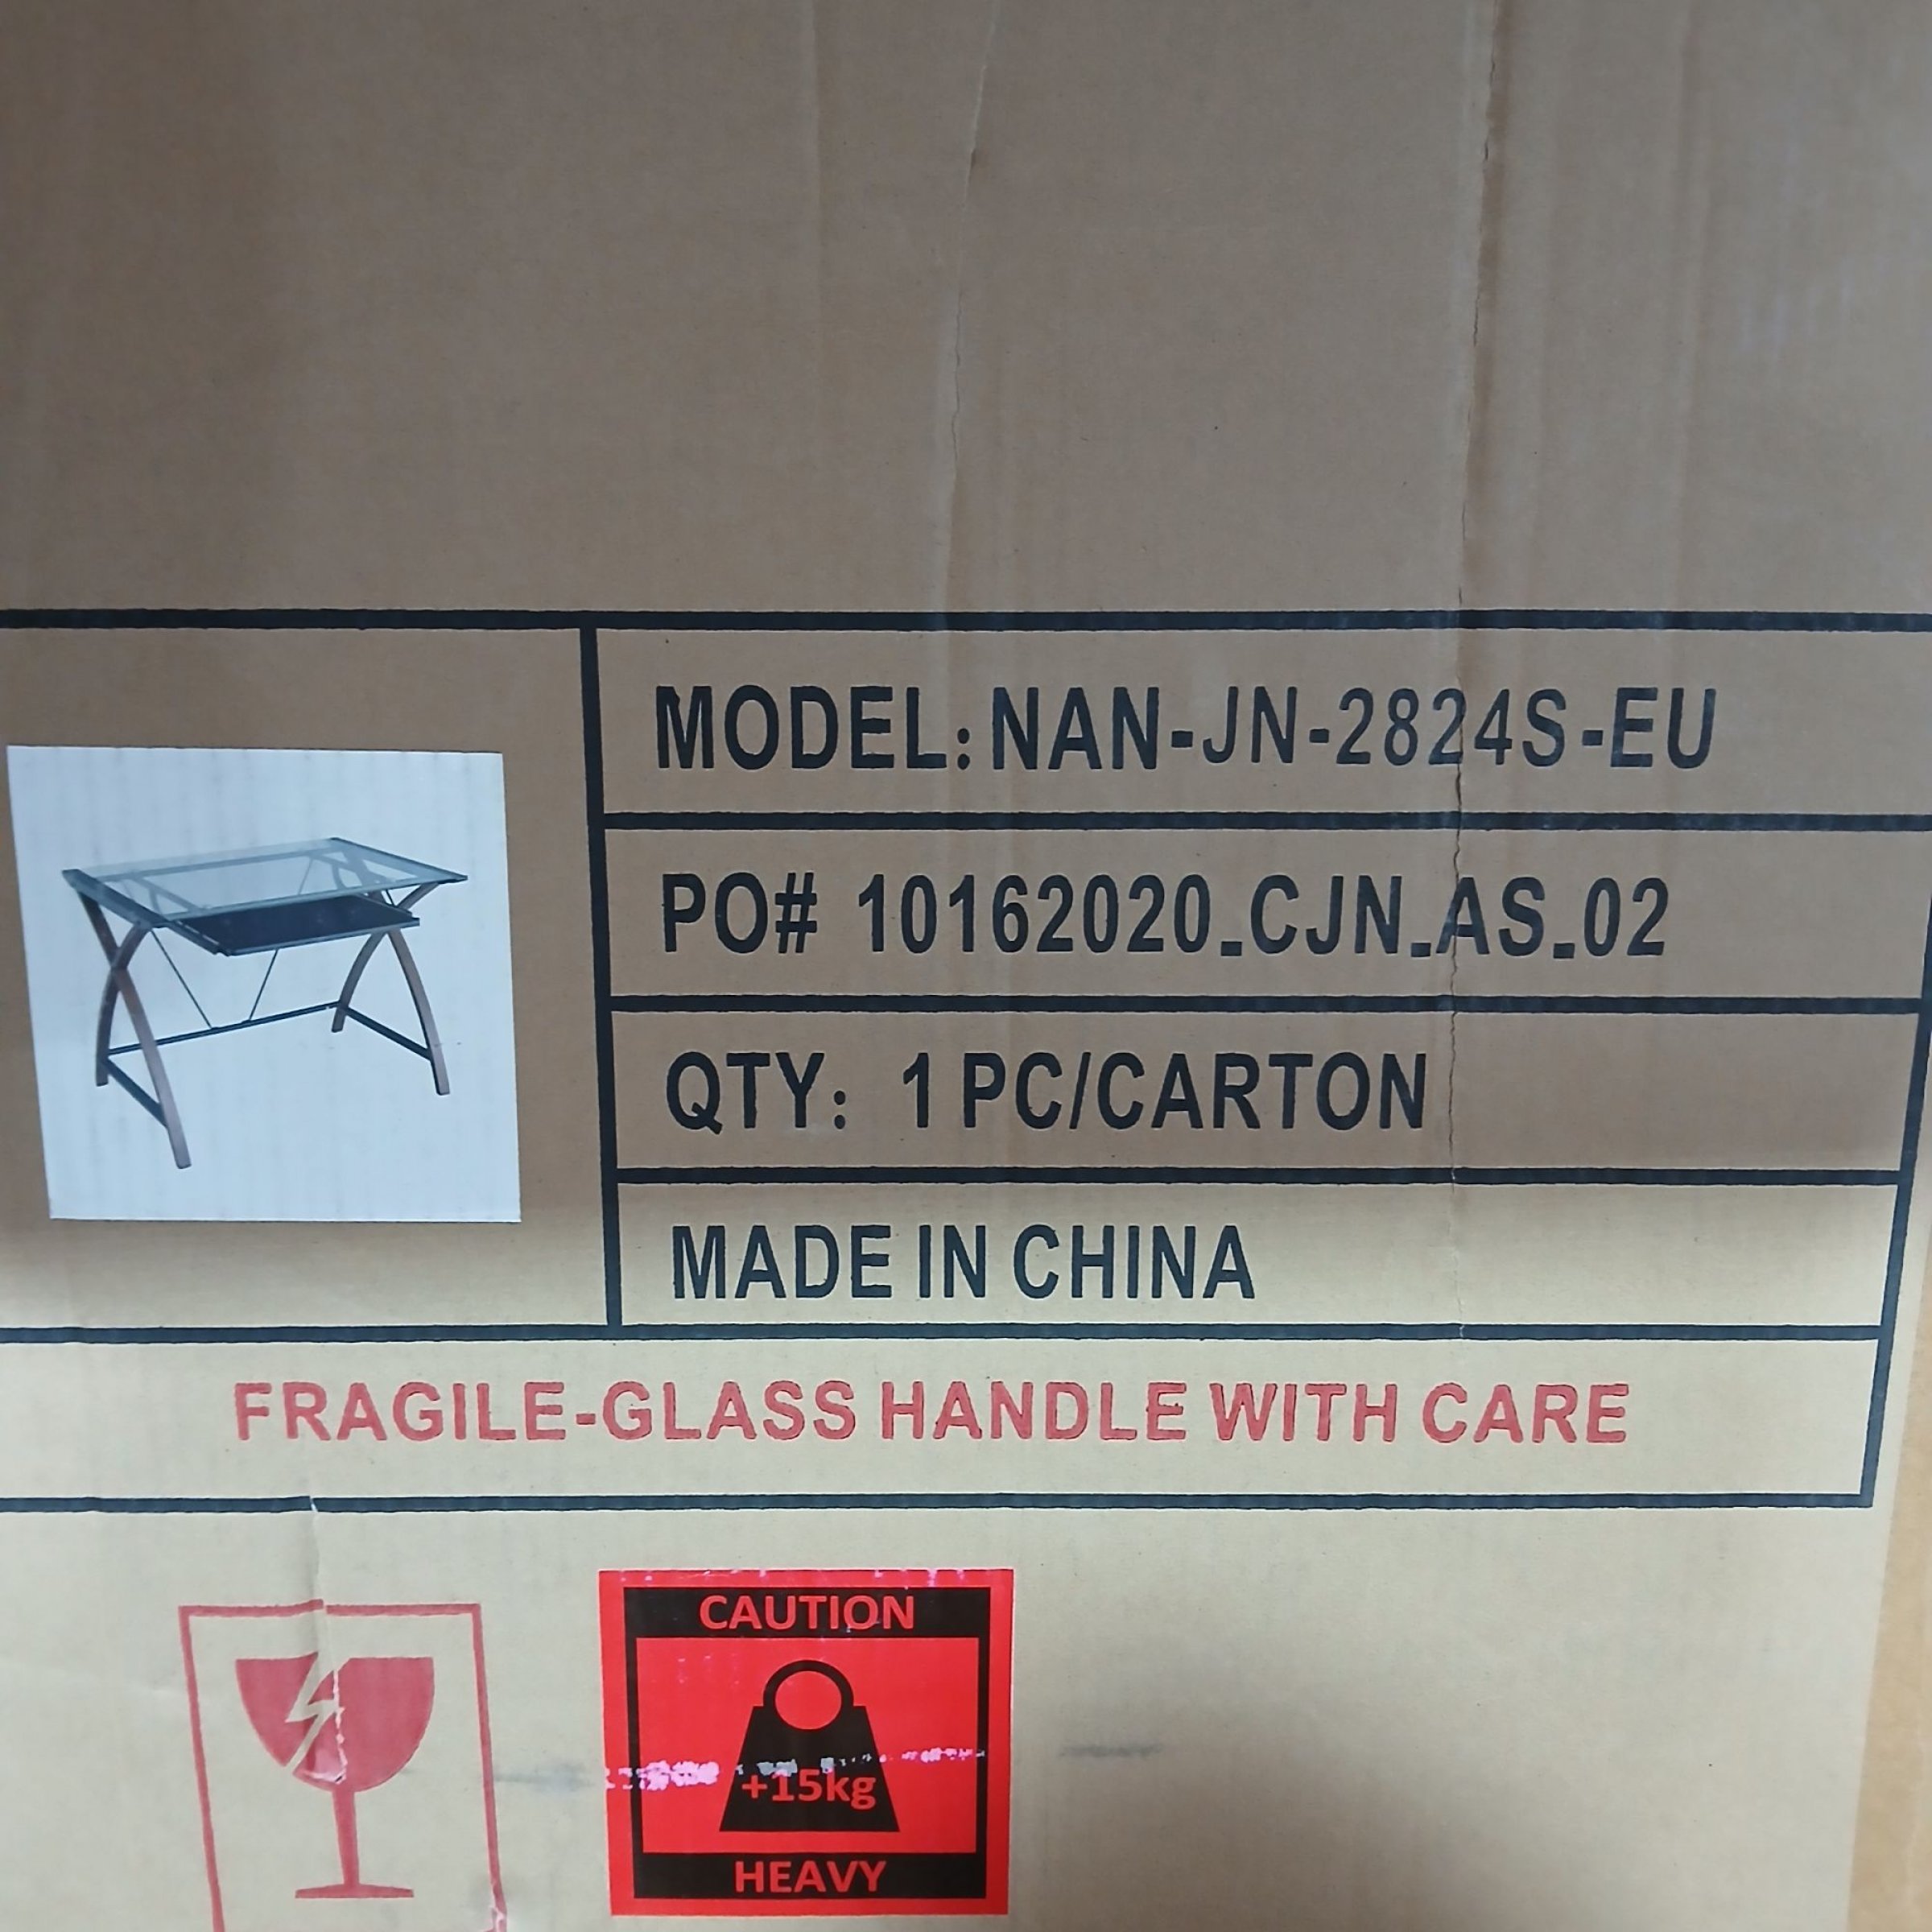 MODEL: NAN-JN-2824S-EU
PO# 10162020_CJN_AS_02
QTY: 1 PC/CARTON
MADE IN CHINA
FRAGILE-GLASS HANDLE WITH CARE
CAUTION
+15kg
HEAVY